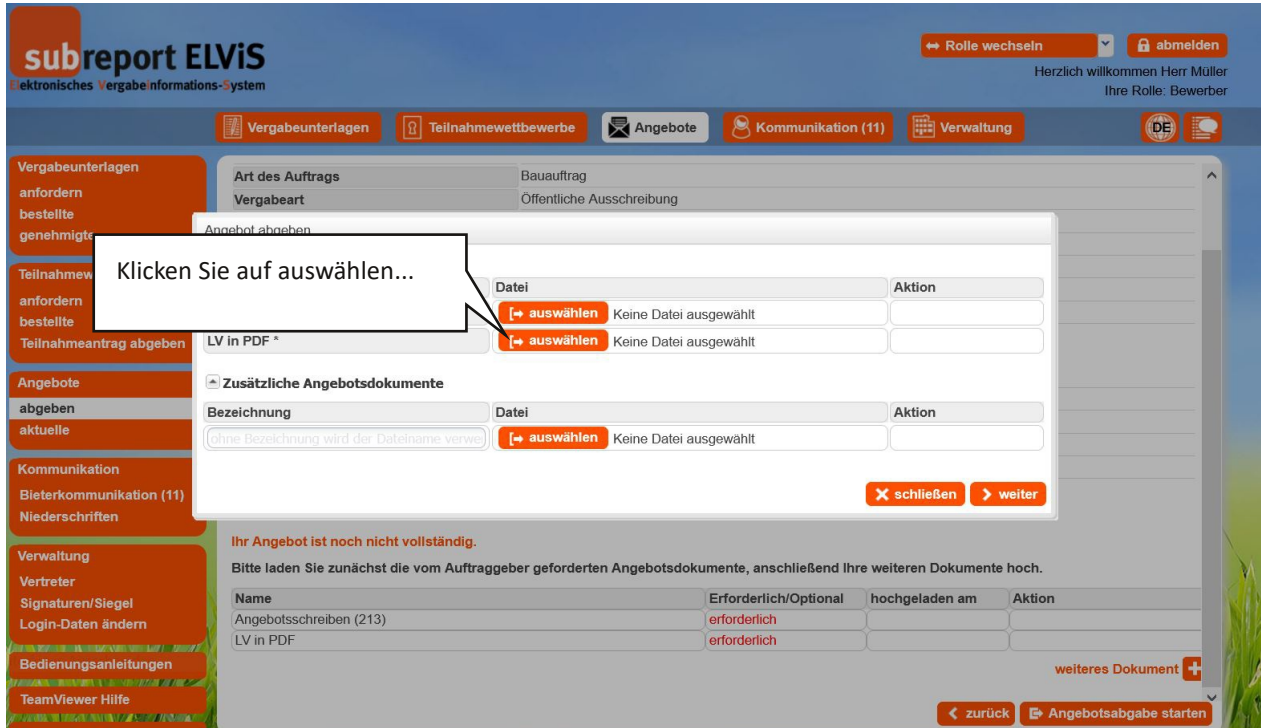 subreport ELViS
Elektronisches Vergabeinformations-System
Rolle wechseln
abmelden
Herzlich willkommen Herr Müller
Ihre Rolle: Bewerber
Vergabeunterlagen
Teilnahmewettbewerbe
Angebote
Kommunikation (11)
Verwaltung
DE
Vergabeunterlagen
anfordern
bestellte
genehmigte
Teilnahmew
anfordern
bestellte
Teilnahmeantrag abgeben
Angebote
abgeben
aktuelle
Kommunikation
Bieterkommunikation (11)
Niederschriften
Verwaltung
Vertreter
Signaturen/Siegel
Login-Daten ändern
Bedienungsanleitungen
TeamViewer Hilfe
Art des Auftrags Bauauftrag
Vergabeart Öffentliche Ausschreibung
Angebot abgeben
Klicken Sie auf auswählen...
Datei Aktion
auswählen Keine Datei ausgewählt
LV in PDF * auswählen Keine Datei ausgewählt
Zusätzliche Angebotsdokumente
Bezeichnung Datei Aktion
ohne Bezeichnung wird der Dateiname verwe auswählen Keine Datei ausgewählt
schließen weiter
Ihr Angebot ist noch nicht vollständig.
Bitte laden Sie zunächst die vom Auftraggeber geforderten Angebotsdokumente, anschließend Ihre weiteren Dokumente hoch.
Name Erforderlich/Optional hochgeladen am Aktion
Angebotsschreiben (213) erforderlich
LV in PDF erforderlich
weiteres Dokument
zurück Angebotsabgabe starten